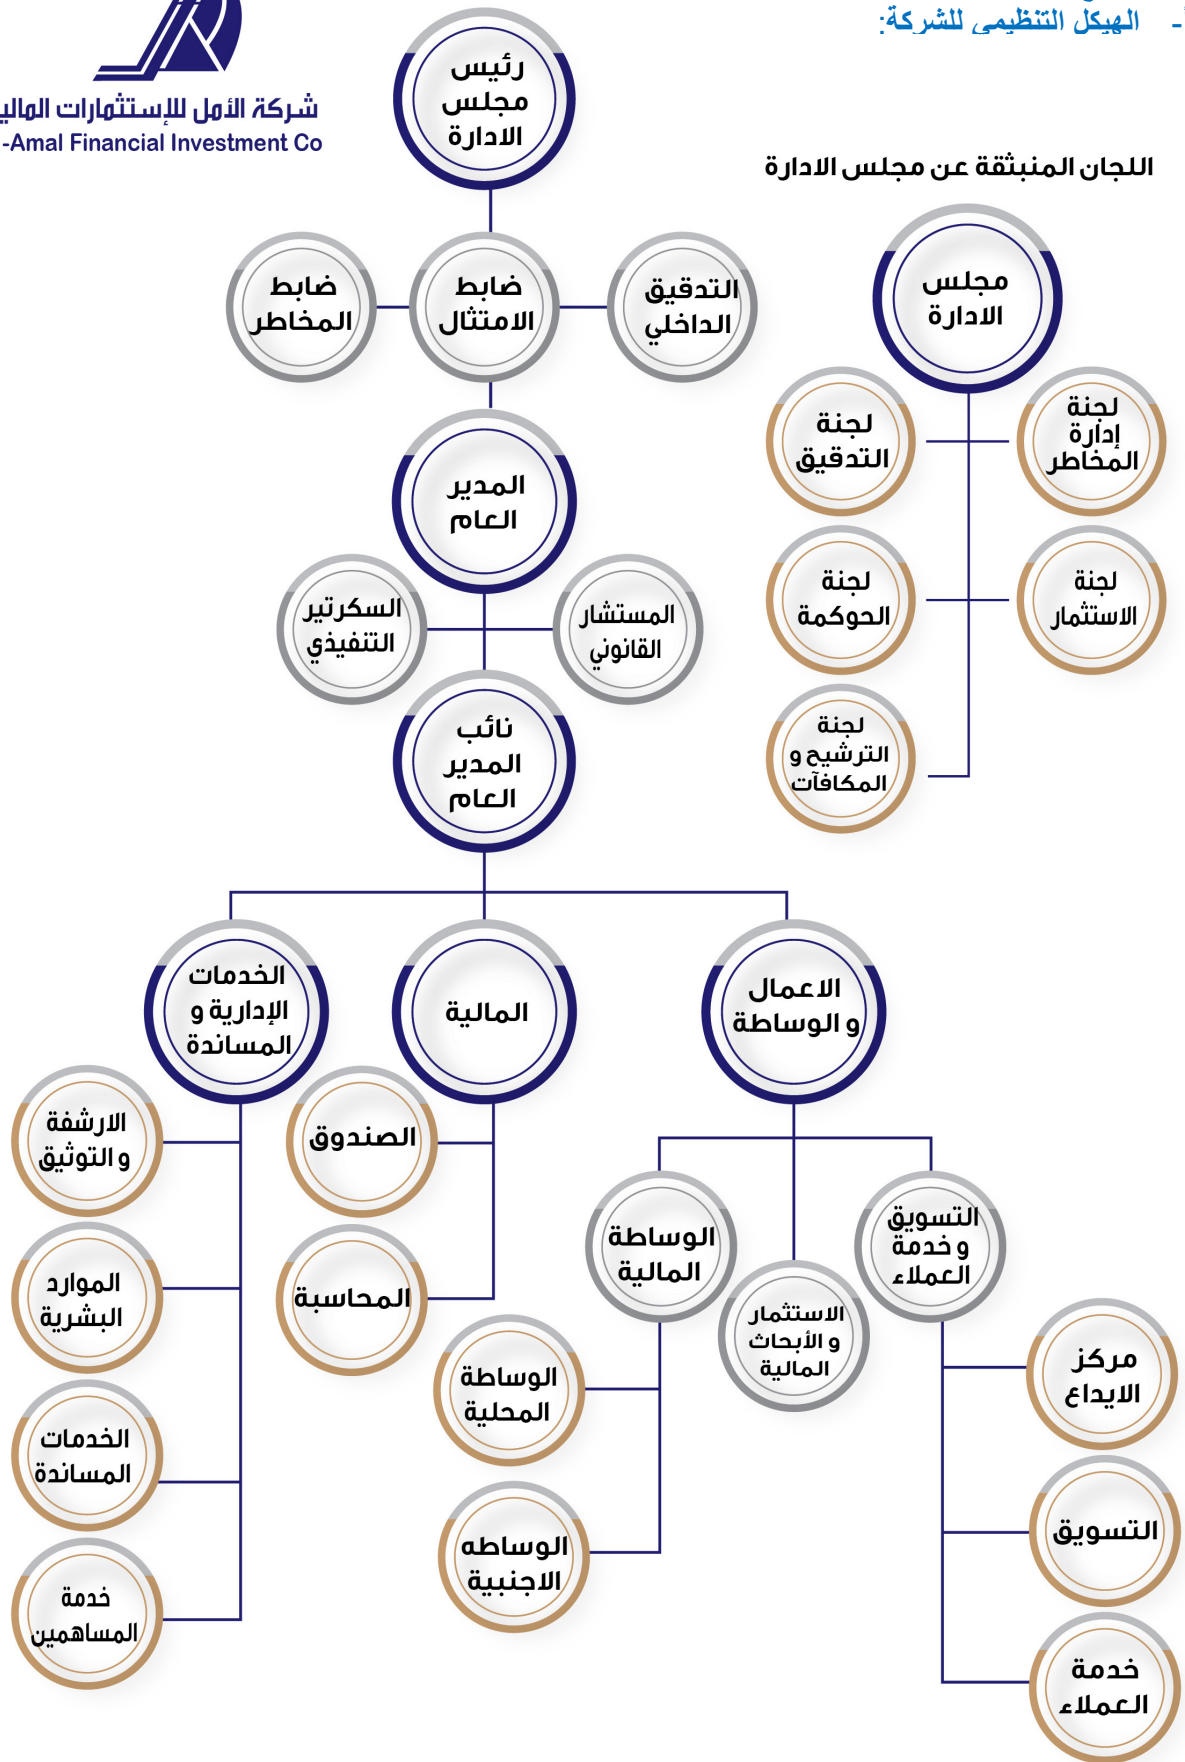 - الهيكل التنظيمي للشركة:
شركة الأمل للإستثمارات المالية
-Amal Financial Investment Co
رئيس
مجلس
الادارة
اللجان المنبثقة عن مجلس الادارة
مجلس
الادارة
لجنة
إدارة
المخاطر
لجنة
التدقيق
لجنة
الاستثمار
لجنة
الحوكمة
لجنة
الترشيح و
المكافآت
التدقيق
الداخلي
ضابط
الامتثال
ضابط
المخاطر
المدير
العام
المستشار
القانوني
السكرتير
التنفيذي
نائب
المدير
العام
الاعمال
و الوساطة
المالية
الخدمات
الإدارية و
المساندة
التسويق
و خدمة
العملاء
الاستثمار
و الأبحاث
المالية
الوساطة
المالية
مركز
الايداع
التسويق
خدمة
العملاء
الوساطة
المحلية
الوساطه
الاجنبية
الصندوق
المحاسبة
الارشفة
و التوثيق
الموارد
البشرية
الخدمات
المساندة
خدمة
المساهمين